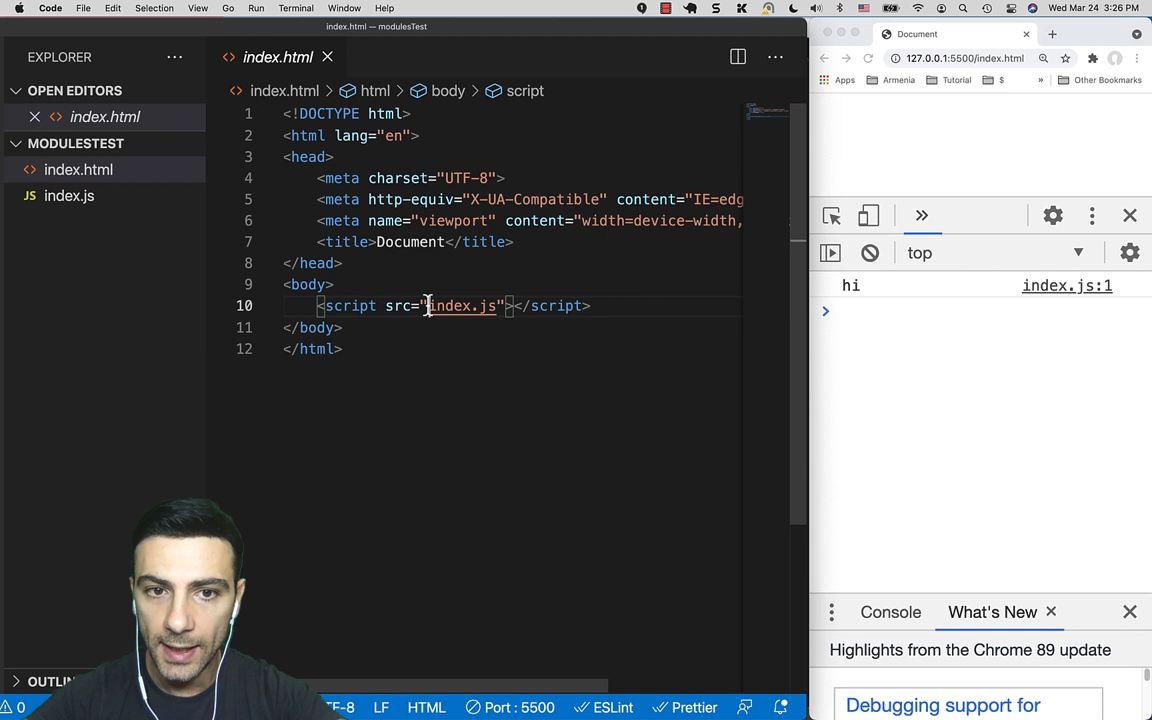 Code File Edit Selection View Go Run Terminal Window Help Wed Mar 24 3:26 PM
index.html — modulesTest
EXPLORER
OPEN EDITORS
index.html
MODULESTEST
index.html
JS index.js
OUTLIN
index.html
index.html > html > body > script
1 <!DOCTYPE html>
2 <html lang="en">
3 <head>
4 <meta charset="UTF-8">
5 <meta http-equiv="X-UA-Compatible" content="IE=edg
6 <meta name="viewport" content="width=device-width,
7 <title>Document</title>
8 </head>
9 <body>
10 <script src="index.js"></script>
11 </body>
12 </html>
0 TF-8 LF HTML Port : 5500 ESLint Prettier
Document
127.0.0.1:5500/index.html
Apps Armenia Tutorial $ » Other Bookmarks
top
hi index.js:1
Console What's New
Highlights from the Chrome 89 update
Debugging support for